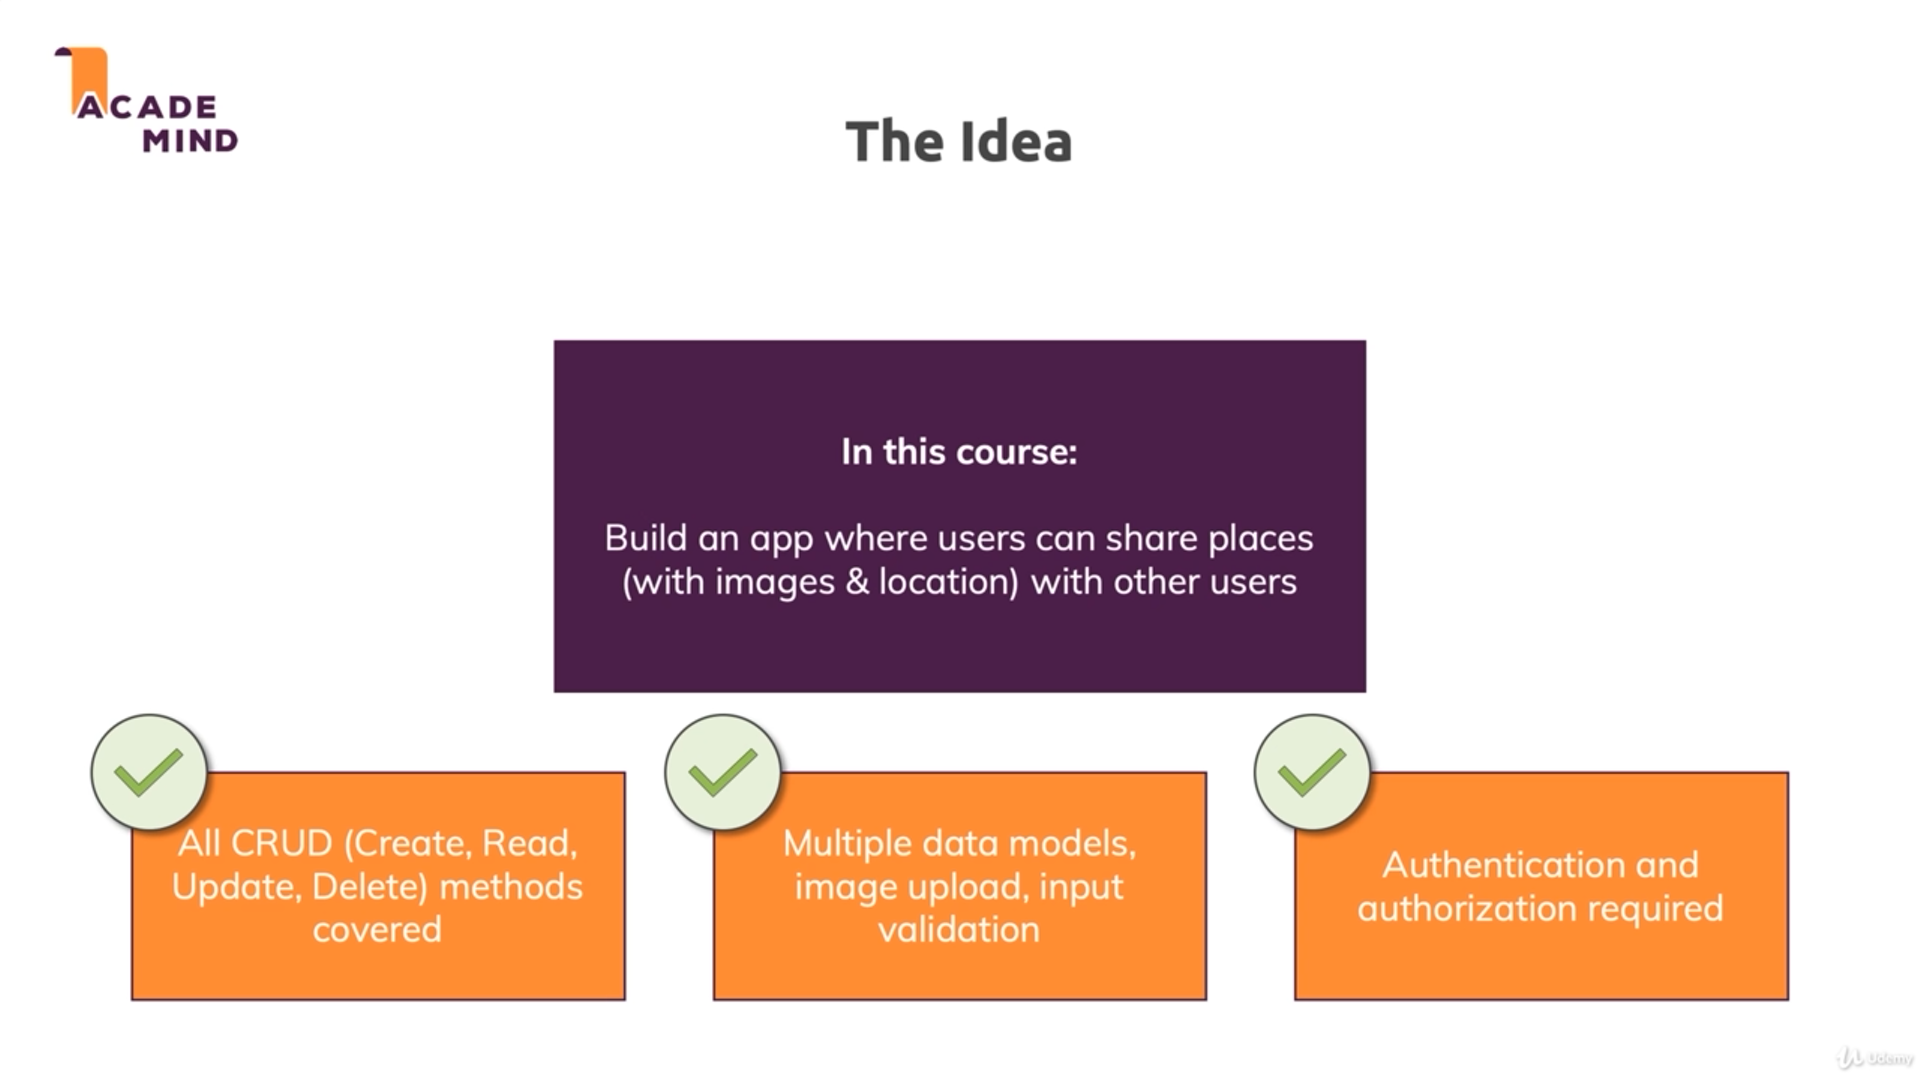 ACADE
MIND
The Idea
In this course:
Build an app where users can share places
(with images & location) with other users
All CRUD (Create, Read,
Update, Delete) methods
covered
Multiple data models,
image upload, input
validation
Authentication and
authorization required
Udemy